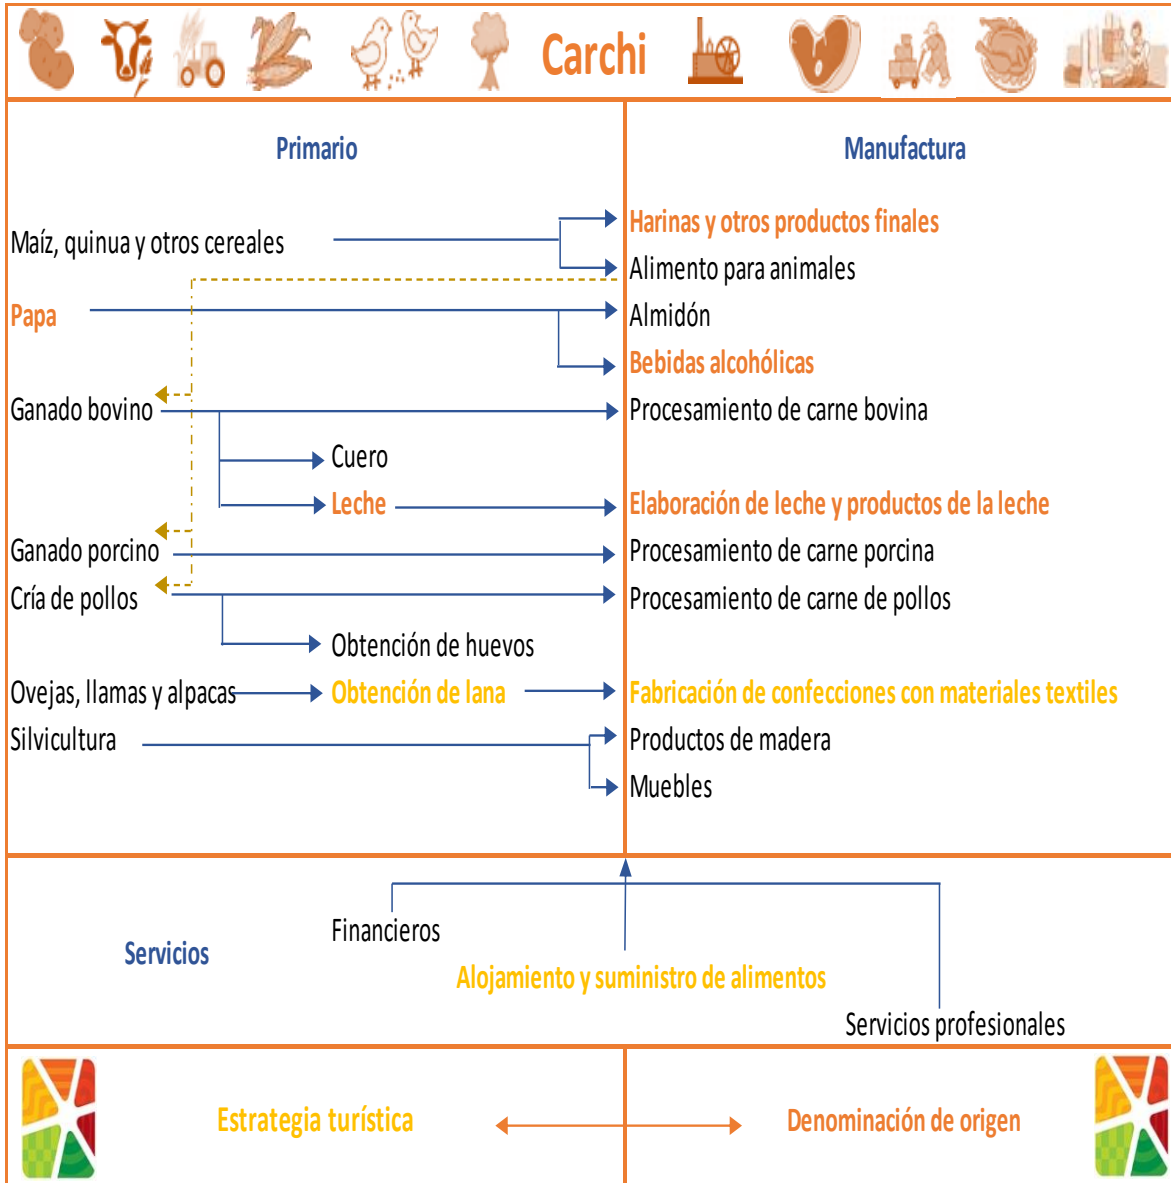 Carchi
Primario
Manufactura
Harinas y otros productos finales
Maíz, quinua y otros cereales
Alimento para animales
Papa
Almidón
Bebidas alcohólicas
Ganado bovino
Procesamiento de carne bovina
Cuero
Leche
Elaboración de leche y productos de la leche
Ganado porcino
Procesamiento de carne porcina
Cría de pollos
Procesamiento de carne de pollos
Obtención de huevos
Ovejas, llamas y alpacas
Obtención de lana
Fabricación de confecciones con materiales textiles
Silvicultura
Productos de madera
Muebles
Financieros
Servicios
Alojamiento y suministro de alimentos
Servicios profesionales
Estrategia turística
Denominación de origen